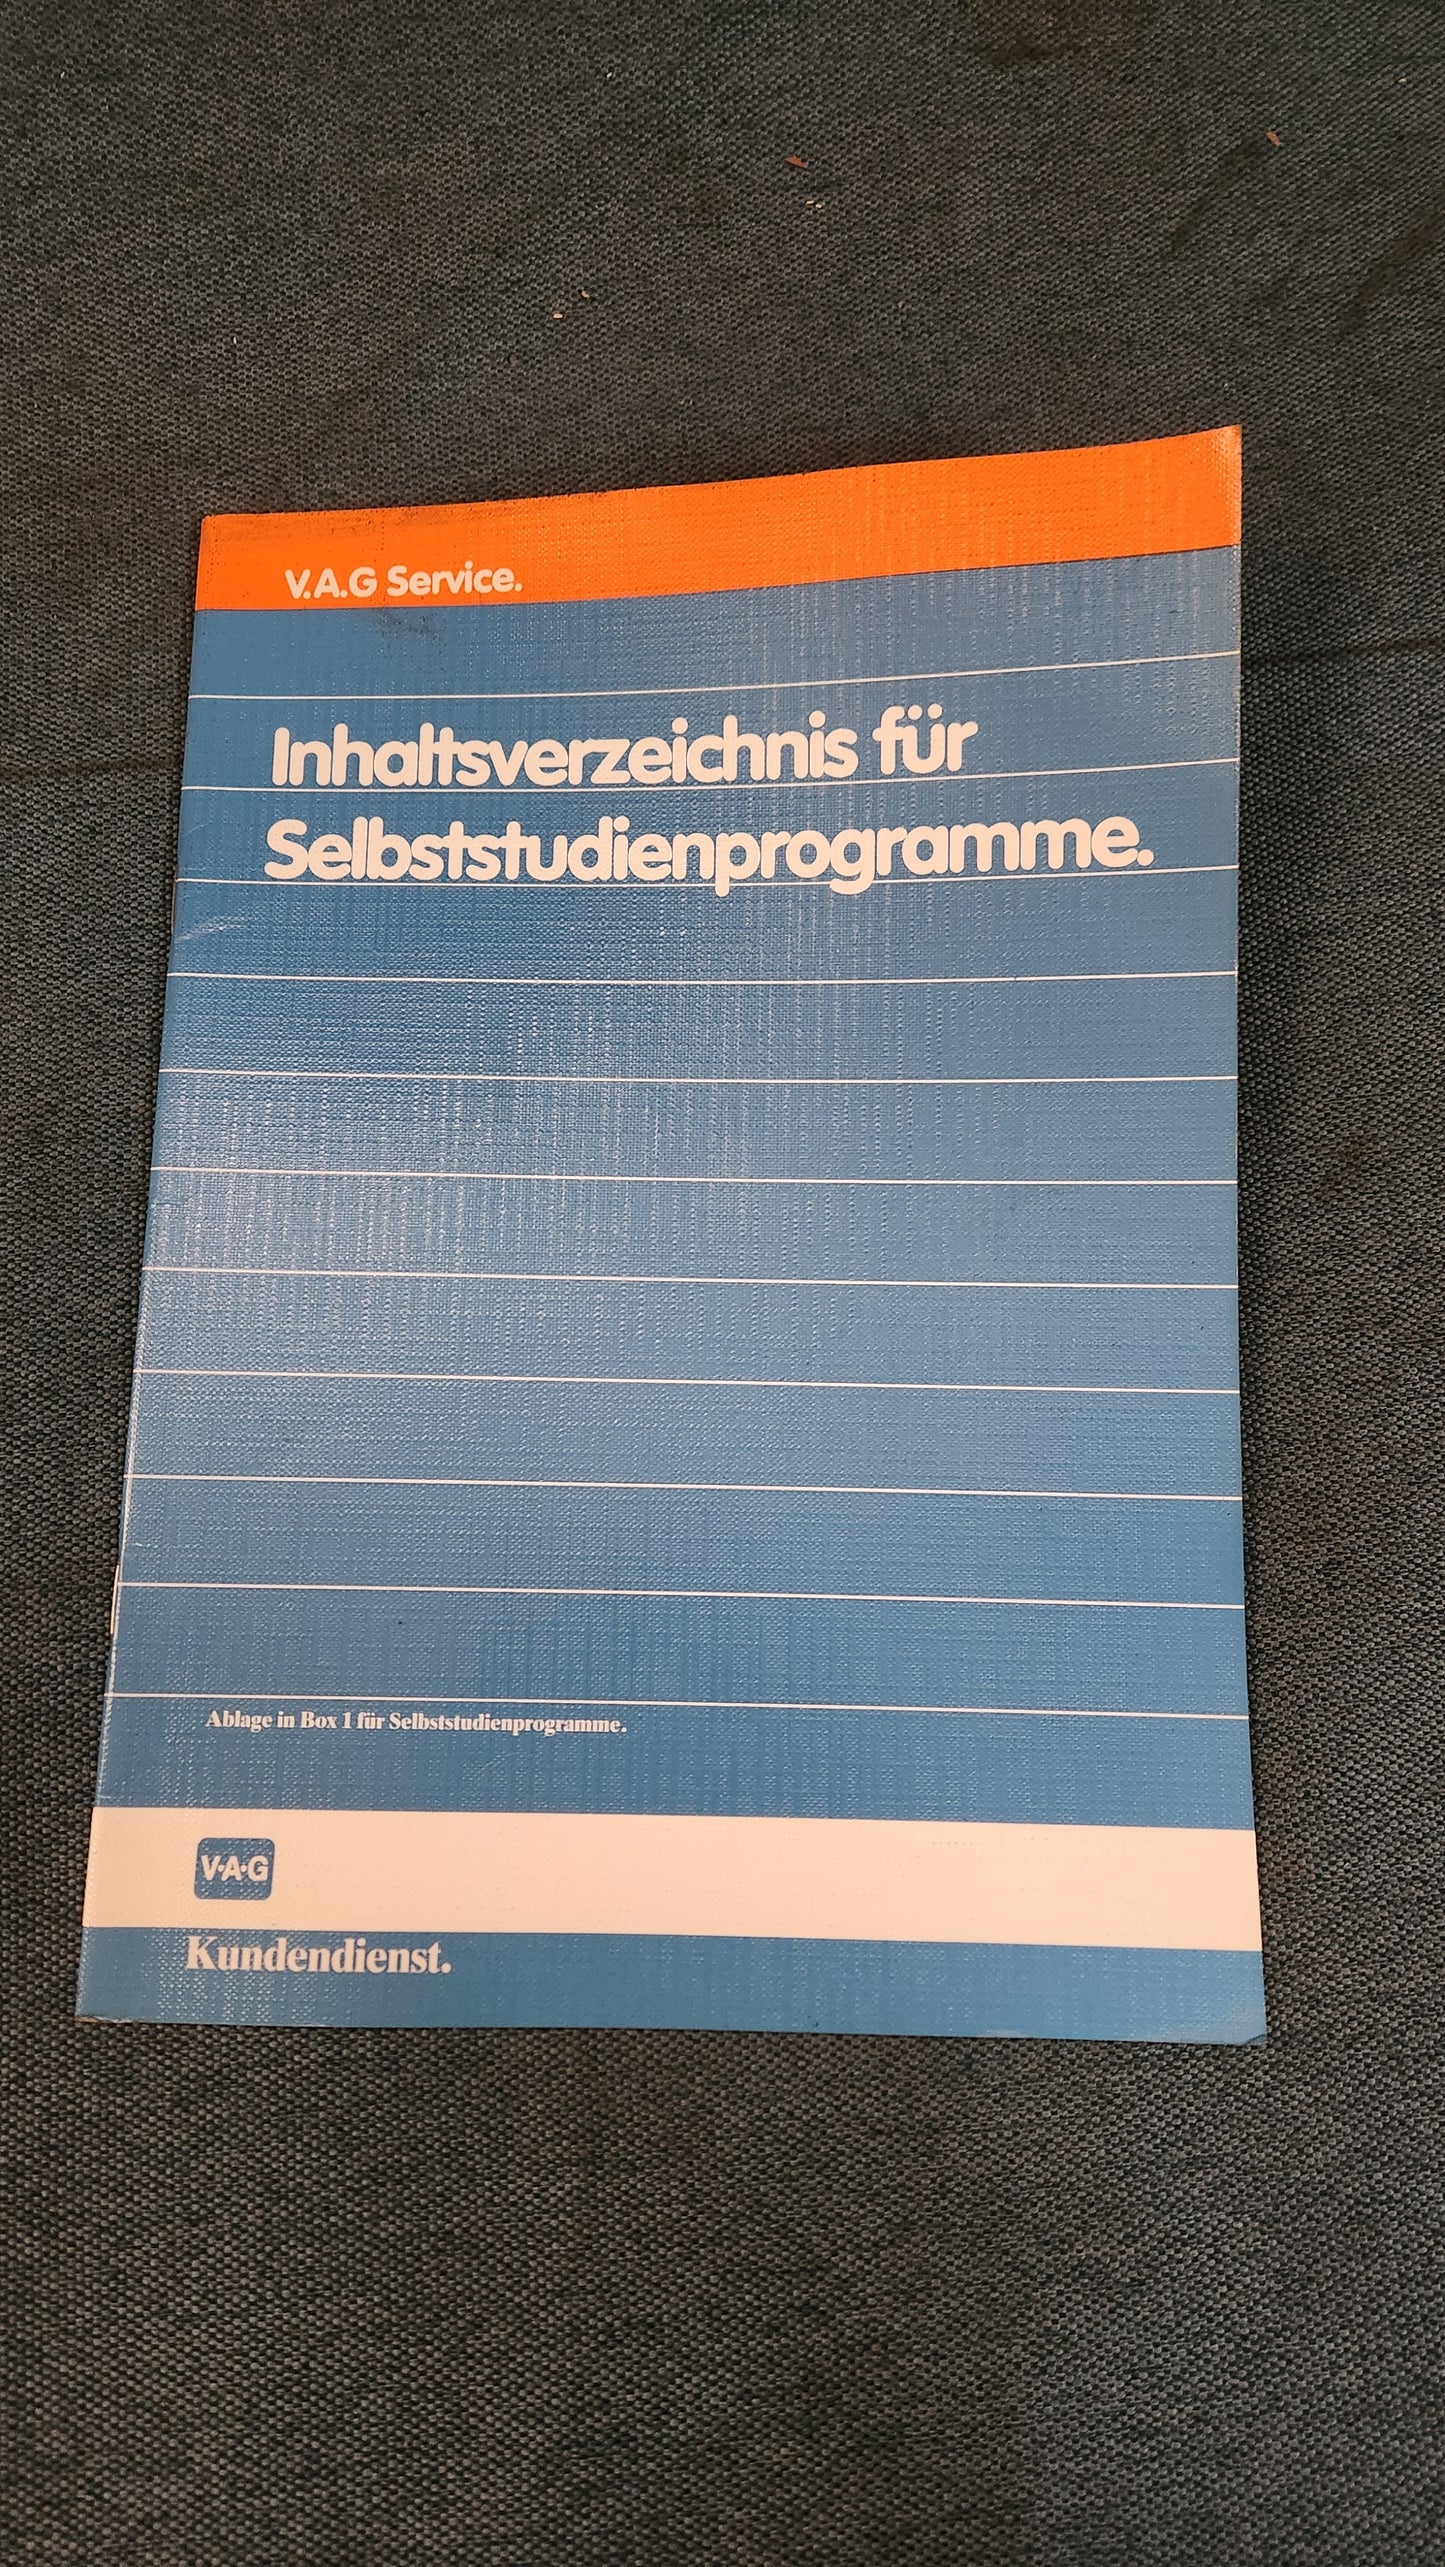 V.A.G Service.
Inhaltsverzeichnis für
Selbststudienprogramme.
Ablage in Box 1 für Selbststudienprogramme.
V·A·G
Kundendienst.